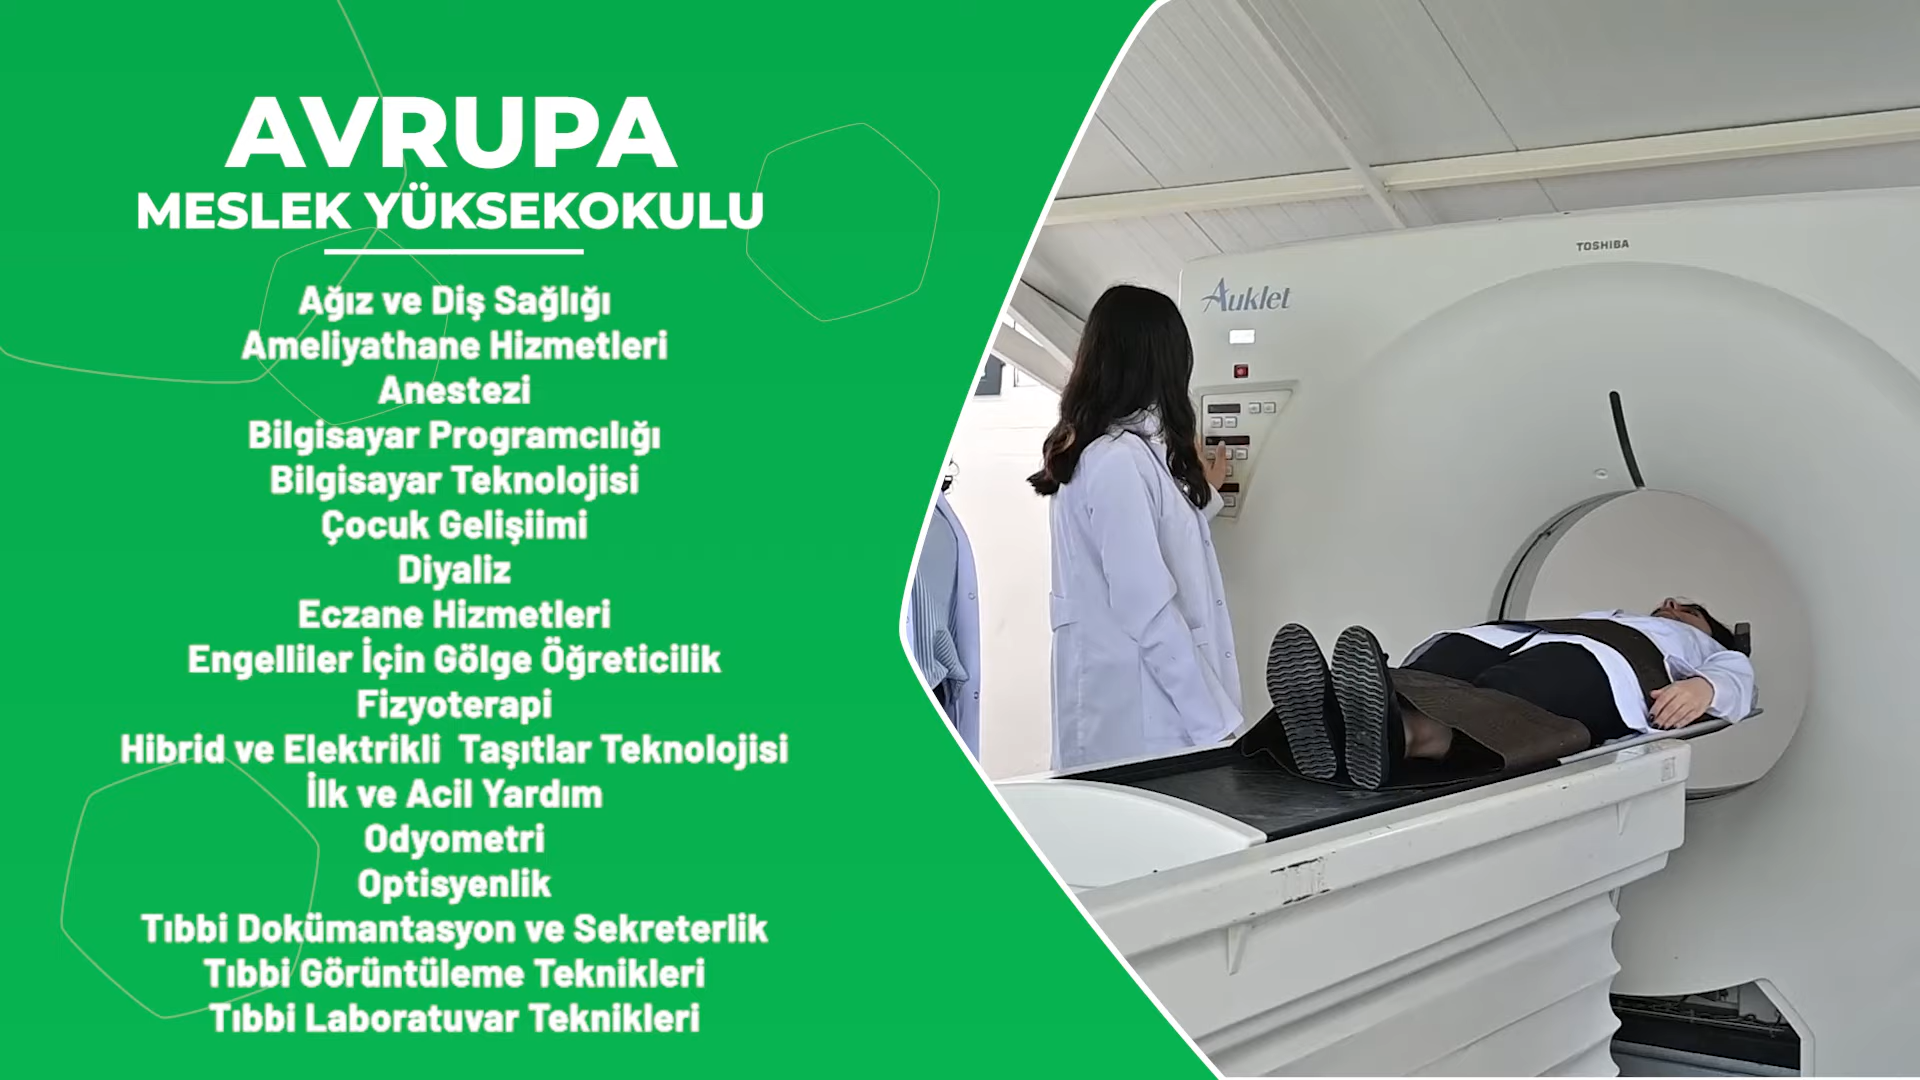 AVRUPA
MESLEK YÜKSEKOKULU
Ağız ve Diş Sağlığı
Ameliyathane Hizmetleri
Anestezi
Bilgisayar Programcılığı
Bilgisayar Teknolojisi
Çocuk Gelişiimi
Diyaliz
Eczane Hizmetleri
Engelliler İçin Gölge Öğreticilik
Fizyoterapi
Hibrid ve Elektrikli Taşıtlar Teknolojisi
İlk ve Acil Yardım
Odyometri
Optisyenlik
Tıbbi Dokümantasyon ve Sekreterlik
Tıbbi Görüntüleme Teknikleri
Tıbbi Laboratuvar Teknikleri
TOSHIBA
Auklet